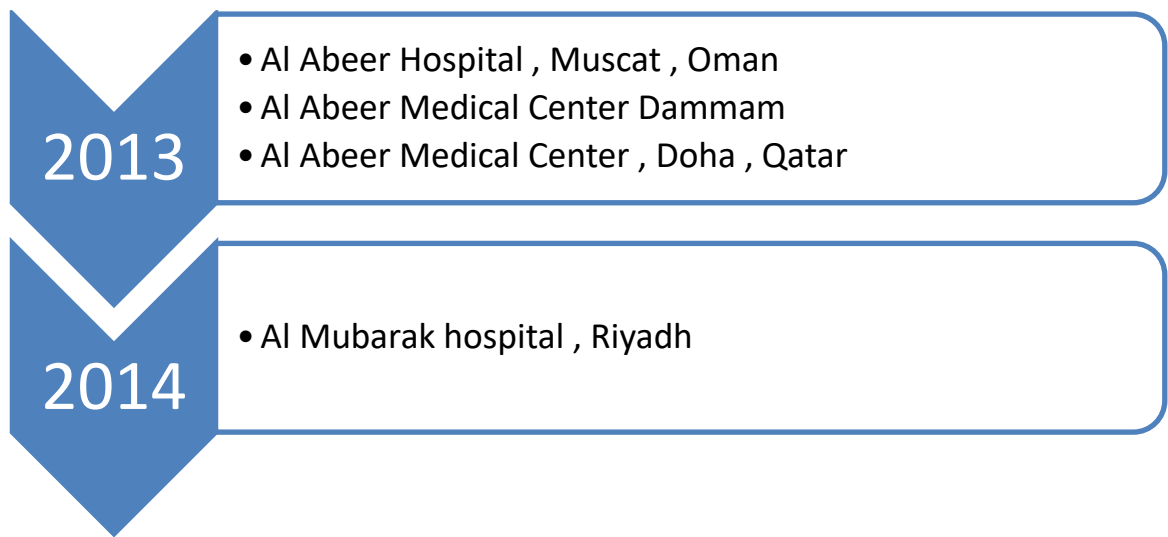 2013
• Al Abeer Hospital , Muscat , Oman
• Al Abeer Medical Center Dammam
• Al Abeer Medical Center , Doha , Qatar
2014
• Al Mubarak hospital , Riyadh